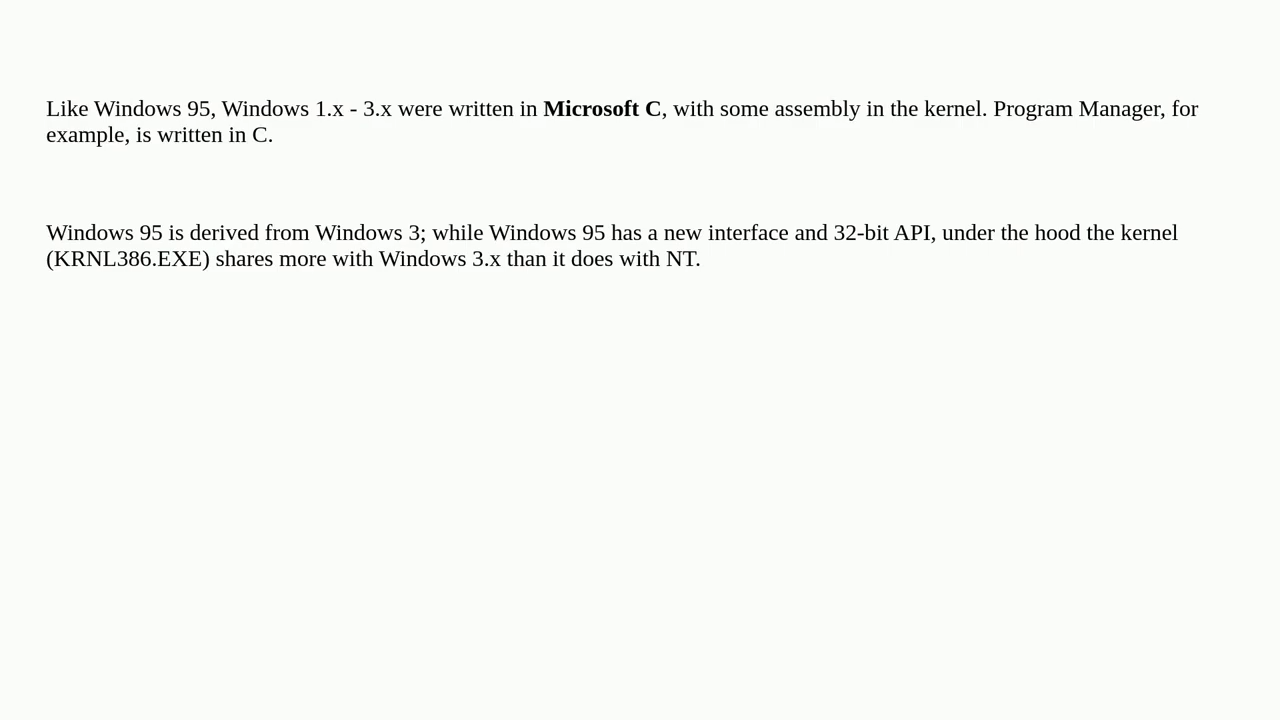 Like Windows 95, Windows 1.x - 3.x were written in Microsoft C, with some assembly in the kernel. Program Manager, for
example, is written in C.
Windows 95 is derived from Windows 3; while Windows 95 has a new interface and 32-bit API, under the hood the kernel
(KRNL386.EXE) shares more with Windows 3.x than it does with NT.